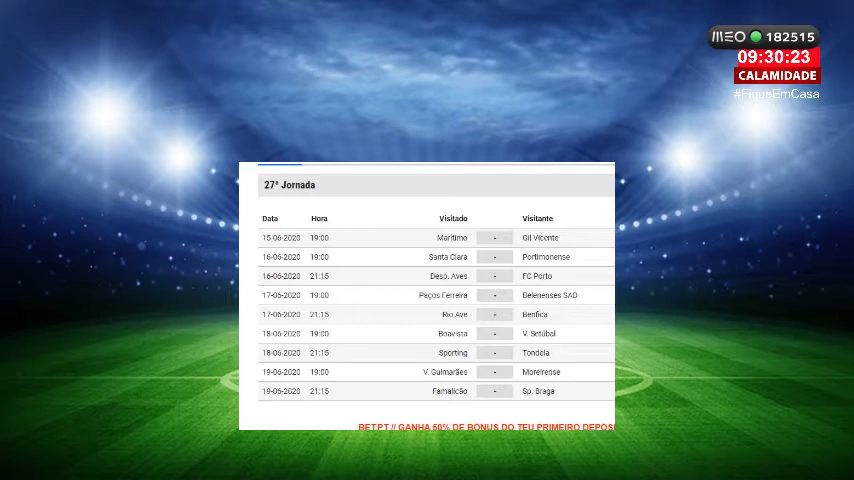 MEO 182515
09:30:23
CALAMIDADE
#FiqueEmCasa
27ª Jornada
Data Hora Visitado Visitante
15-06-2020 19:00 Marítimo - Gil Vicente
16-06-2020 19:00 Santa Clara - Portimonense
16-06-2020 21:15 Desp. Aves - FC Porto
17-06-2020 19:00 Paços Ferreira - Belenenses SAD
17-06-2020 21:15 Rio Ave - Benfica
18-06-2020 19:00 Boavista - V. Setúbal
18-06-2020 21:15 Sporting - Tondela
19-06-2020 19:00 V. Guimarães - Moreirense
19-06-2020 21:15 Famalicão - Sp. Braga
BET.PT // GANHA 50% DE BONUS DO TEU PRIMEIRO DEPOSI